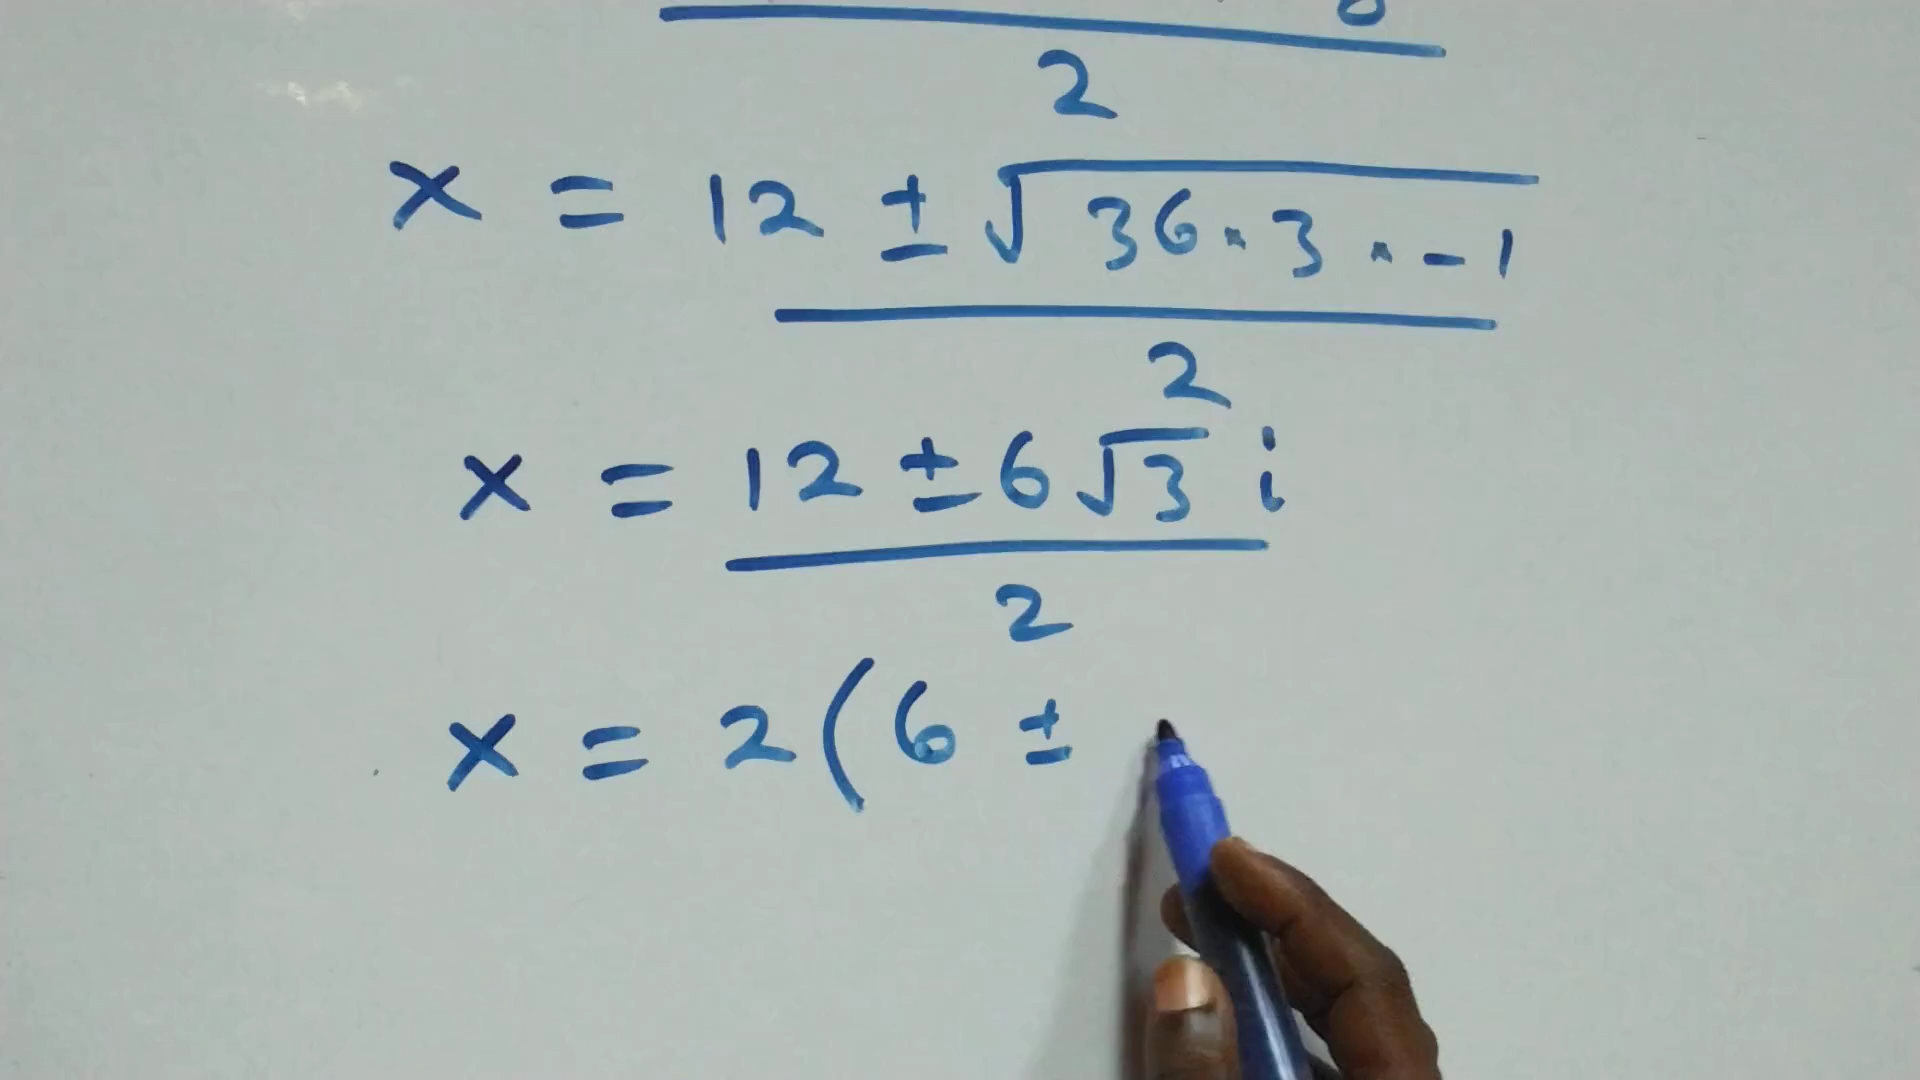 2
x = 12 ± √36 × 3 × -1
2
x = 12 ± 6 √3 i
2
x = 2 ( 6 ±